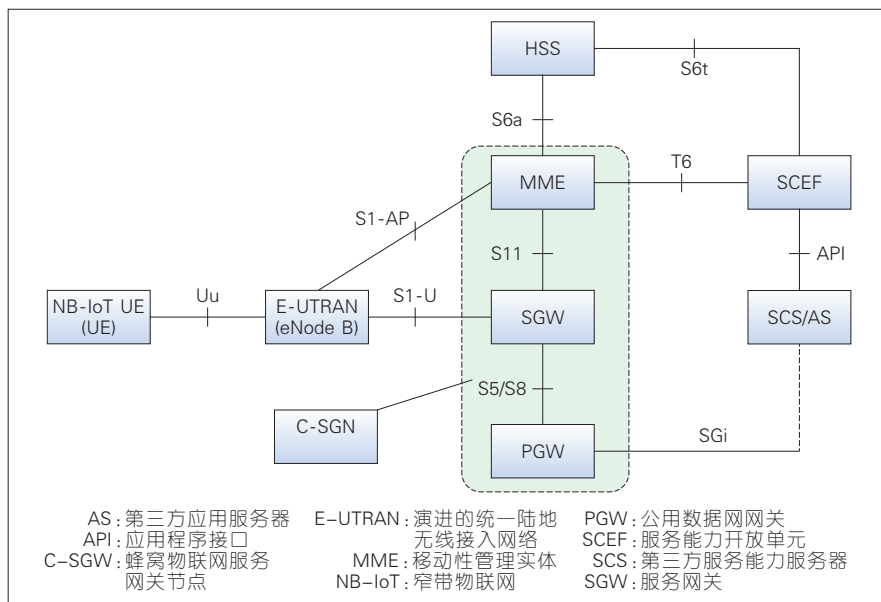 HSS
S6t
S6a
MME
T6
SCEF
S1-AP
S11
API
NB-IoT UE
(UE)
Uu
E-UTRAN
(eNode B)
S1-U
SGW
SCS/AS
S5/S8
C-SGN
PGW
SGi
AS：第三方应用服务器
API：应用程序接口
C-SGW：蜂窝物联网服务
网关节点
E-UTRAN：演进的统一陆地
无线接入网络
MME：移动性管理实体
NB-IoT：窄带物联网
PGW：公用数据网网关
SCEF：服务能力开放单元
SCS：第三方服务能力服务器
SGW：服务网关